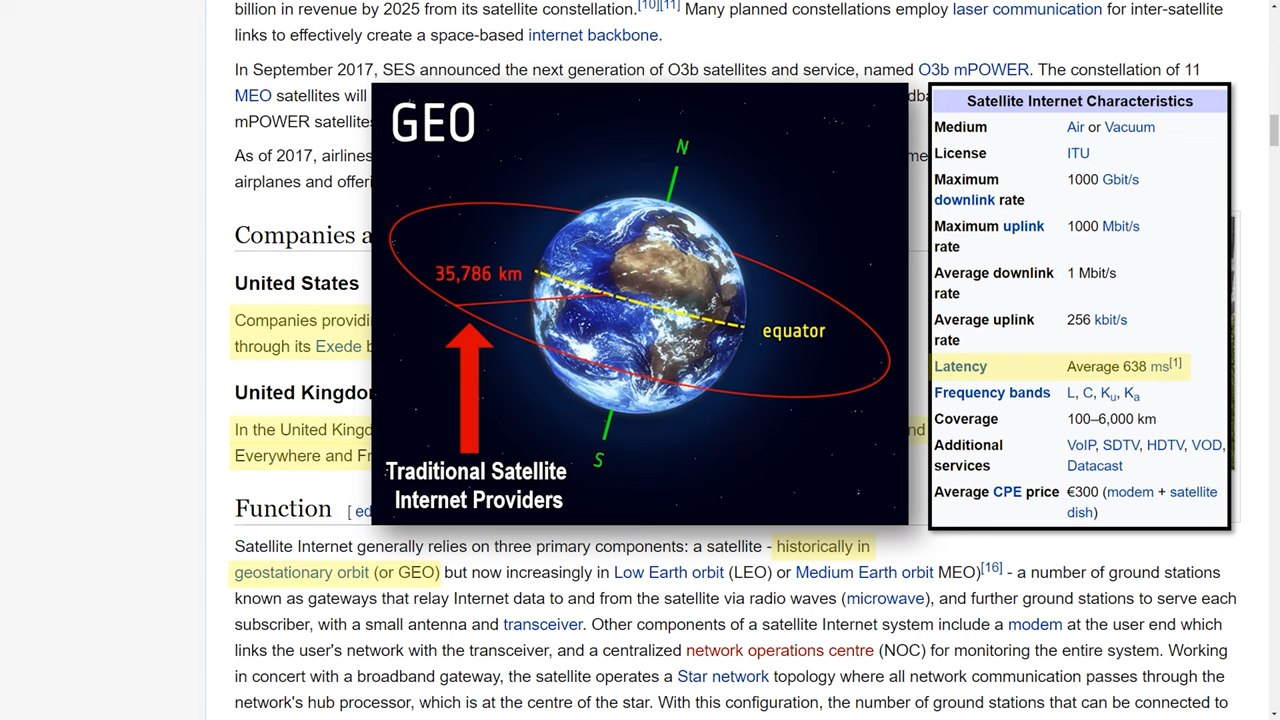 billion in revenue by 2025 from its satellite constellation.[10][11] Many planned constellations employ laser communication for inter-satellite
links to effectively create a space-based internet backbone.
In September 2017, SES announced the next generation of O3b satellites and service, named O3b mPOWER. The constellation of 11
MEO satellites will
mPOWER satellites
As of 2017, airlines
airplanes and offeri
Companies a
United States
Companies providi
through its Exede b
United Kingdo
In the United Kingd
Everywhere and Fr
and
GEO
N
35,786 km
equator
S
Traditional Satellite
Internet Providers
Satellite Internet Characteristics
Medium Air or Vacuum
License ITU
Maximum 1000 Gbit/s
downlink rate
Maximum uplink 1000 Mbit/s
rate
Average downlink 1 Mbit/s
rate
Average uplink 256 kbit/s
rate
Latency Average 638 ms[1]
Frequency bands L, C, Ku, Ka
Coverage 100–6,000 km
Additional VoIP, SDTV, HDTV, VOD,
services Datacast
Average CPE price €300 (modem + satellite
dish)
Function [ ed
Satellite Internet generally relies on three primary components: a satellite - historically in
geostationary orbit (or GEO) but now increasingly in Low Earth orbit (LEO) or Medium Earth orbit MEO)[16] - a number of ground stations
known as gateways that relay Internet data to and from the satellite via radio waves (microwave), and further ground stations to serve each
subscriber, with a small antenna and transceiver. Other components of a satellite Internet system include a modem at the user end which
links the user's network with the transceiver, and a centralized network operations centre (NOC) for monitoring the entire system. Working
in concert with a broadband gateway, the satellite operates a Star network topology where all network communication passes through the
network's hub processor, which is at the centre of the star. With this configuration, the number of ground stations that can be connected to